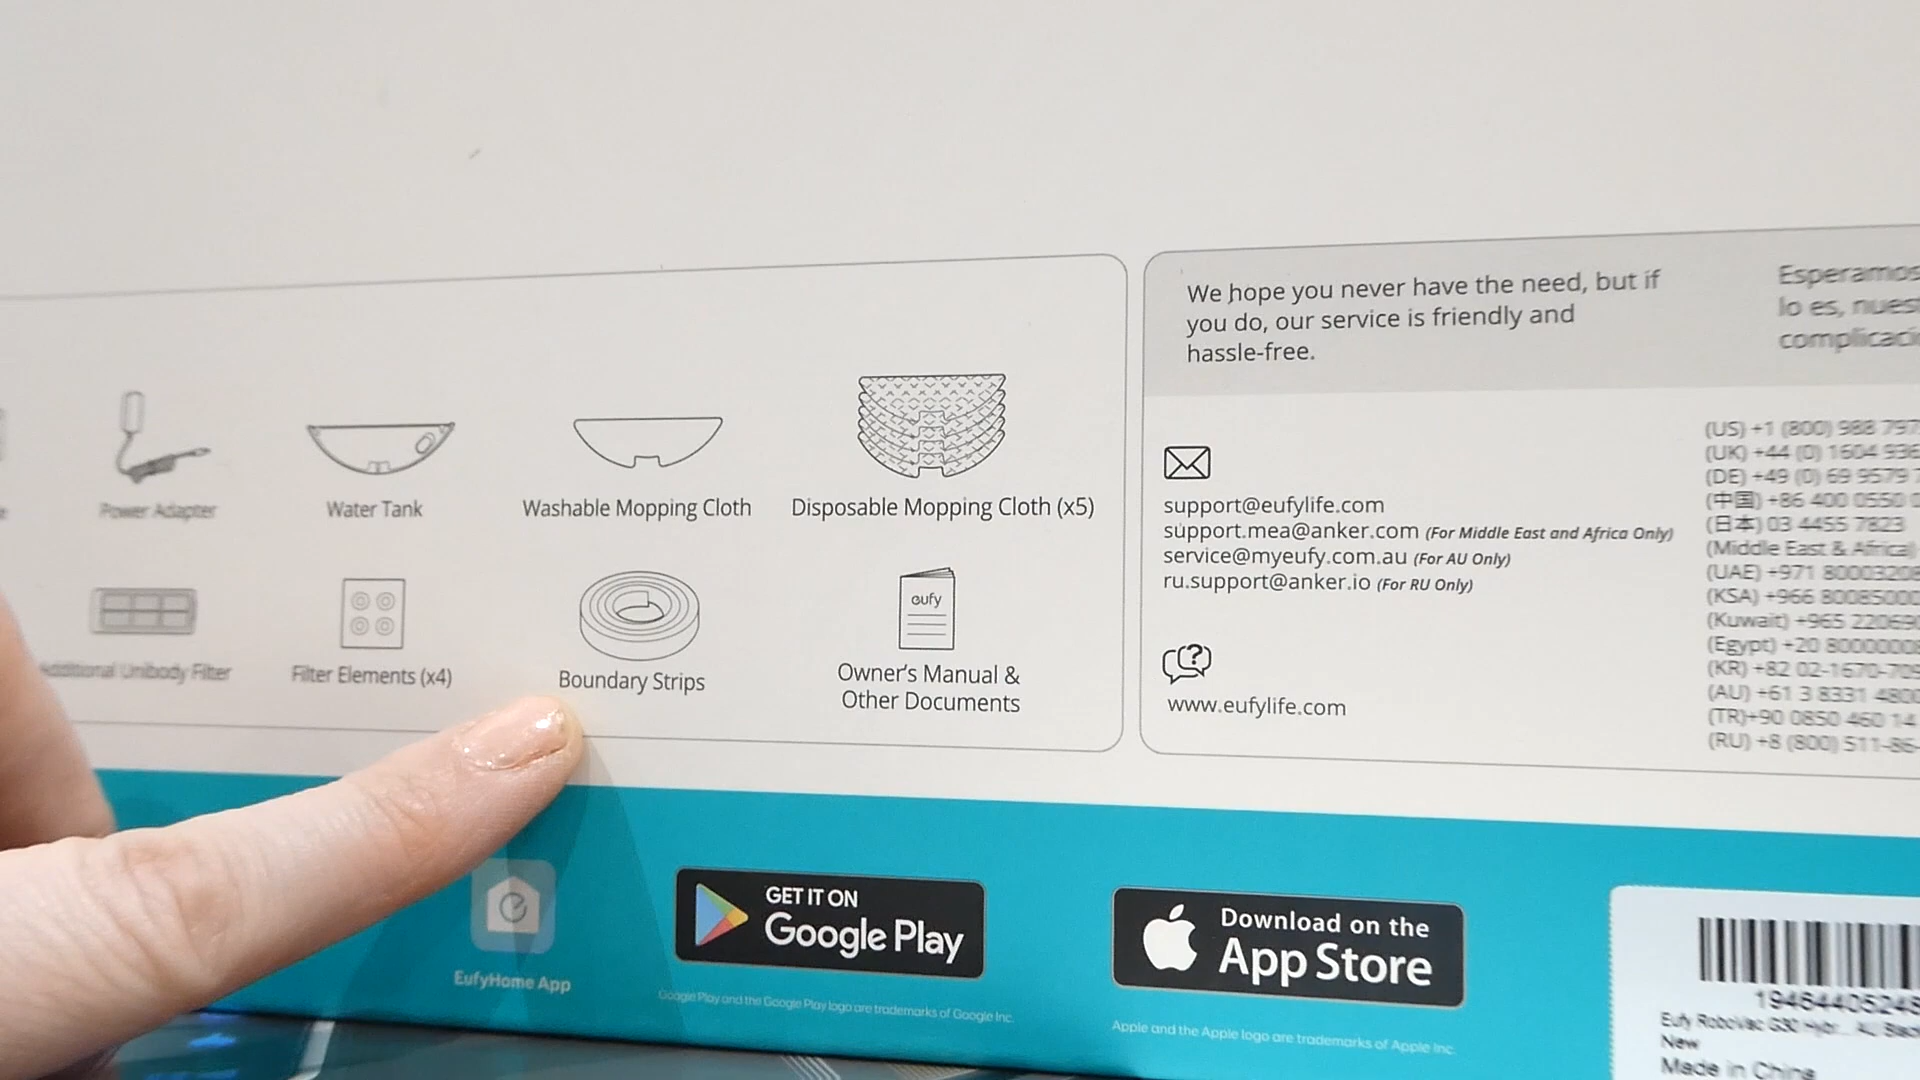 Power Adapter
Water Tank
Washable Mopping Cloth
Disposable Mopping Cloth (x5)
Additional Unibody Filter
Filter Elements (x4)
Boundary Strips
eufy
Owner's Manual &
Other Documents
We hope you never have the need, but if
you do, our service is friendly and
hassle-free.
Esperamos
lo es, nues
complicaci
support@eufylife.com
support.mea@anker.com (For Middle East and Africa Only)
service@myeufy.com.au (For AU Only)
ru.support@anker.io (For RU Only)
www.eufylife.com
(US) +1 (800) 988 797
(UK) +44 (0) 1604 936
(DE) +49 (0) 69 9579 7
(中国) +86 400 0550 0
(日本) 03 4455 7823
(Middle East & Africa)
(UAE) +971 80003208
(KSA) +966 80085000
(Kuwait) +965 220690
(Egypt) +20 80000008
(KR) +82 02-1670-709
(AU) +61 3 8331 4800
(TR)+90 0850 460 14
(RU) +8 (800) 511-86-
EufyHome App
GET IT ON
Google Play
Google Play and the Google Play logo are trademarks of Google Inc.
Download on the
App Store
Apple and the Apple logo are trademarks of Apple Inc.
19464405248
Eufy RoboVac G30 Hybr... AU, Black
New
Made in China